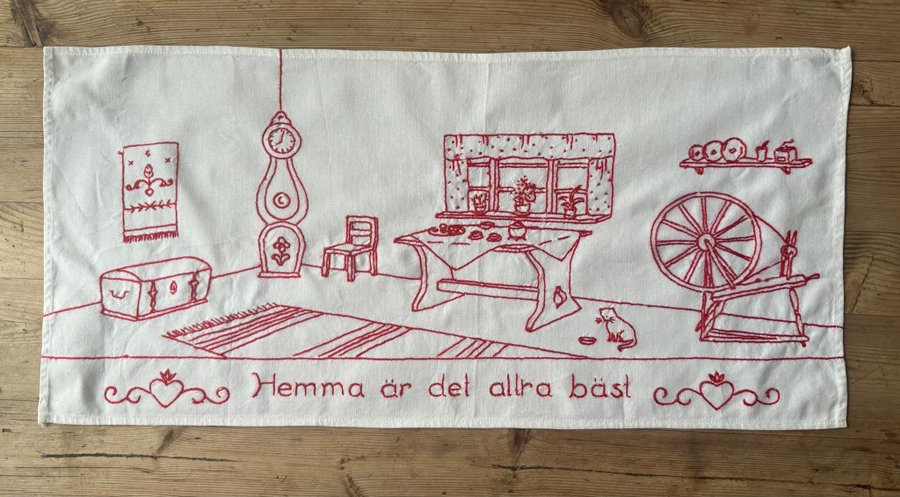 Hemma är det allra bäst